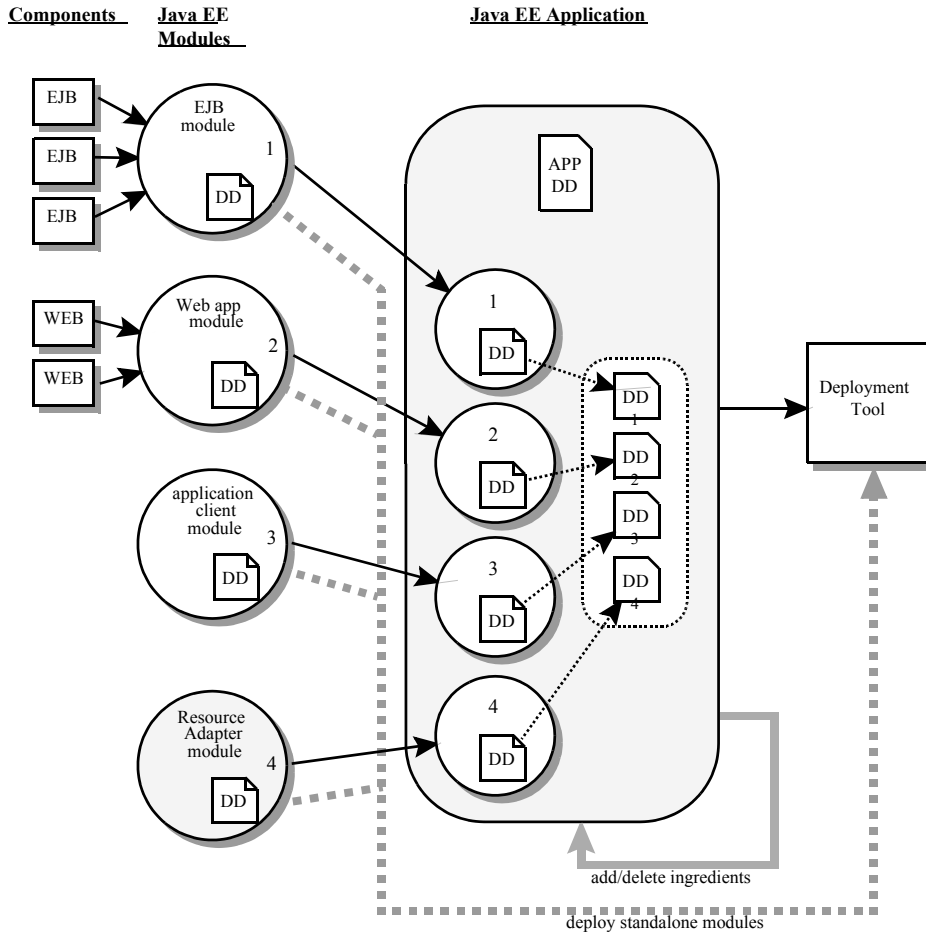 Components
Java EE
Modules
Java EE Application
EJB
EJB
EJB
EJB
module
1
DD
WEB
WEB
Web app
module
2
DD
application
client
module
3
DD
Resource
Adapter
module
4
DD
APP
DD
1
DD
2
DD
3
DD
4
DD
DD
1
DD
2
DD
3
DD
4
Deployment
Tool
add/delete ingredients
deploy standalone modules